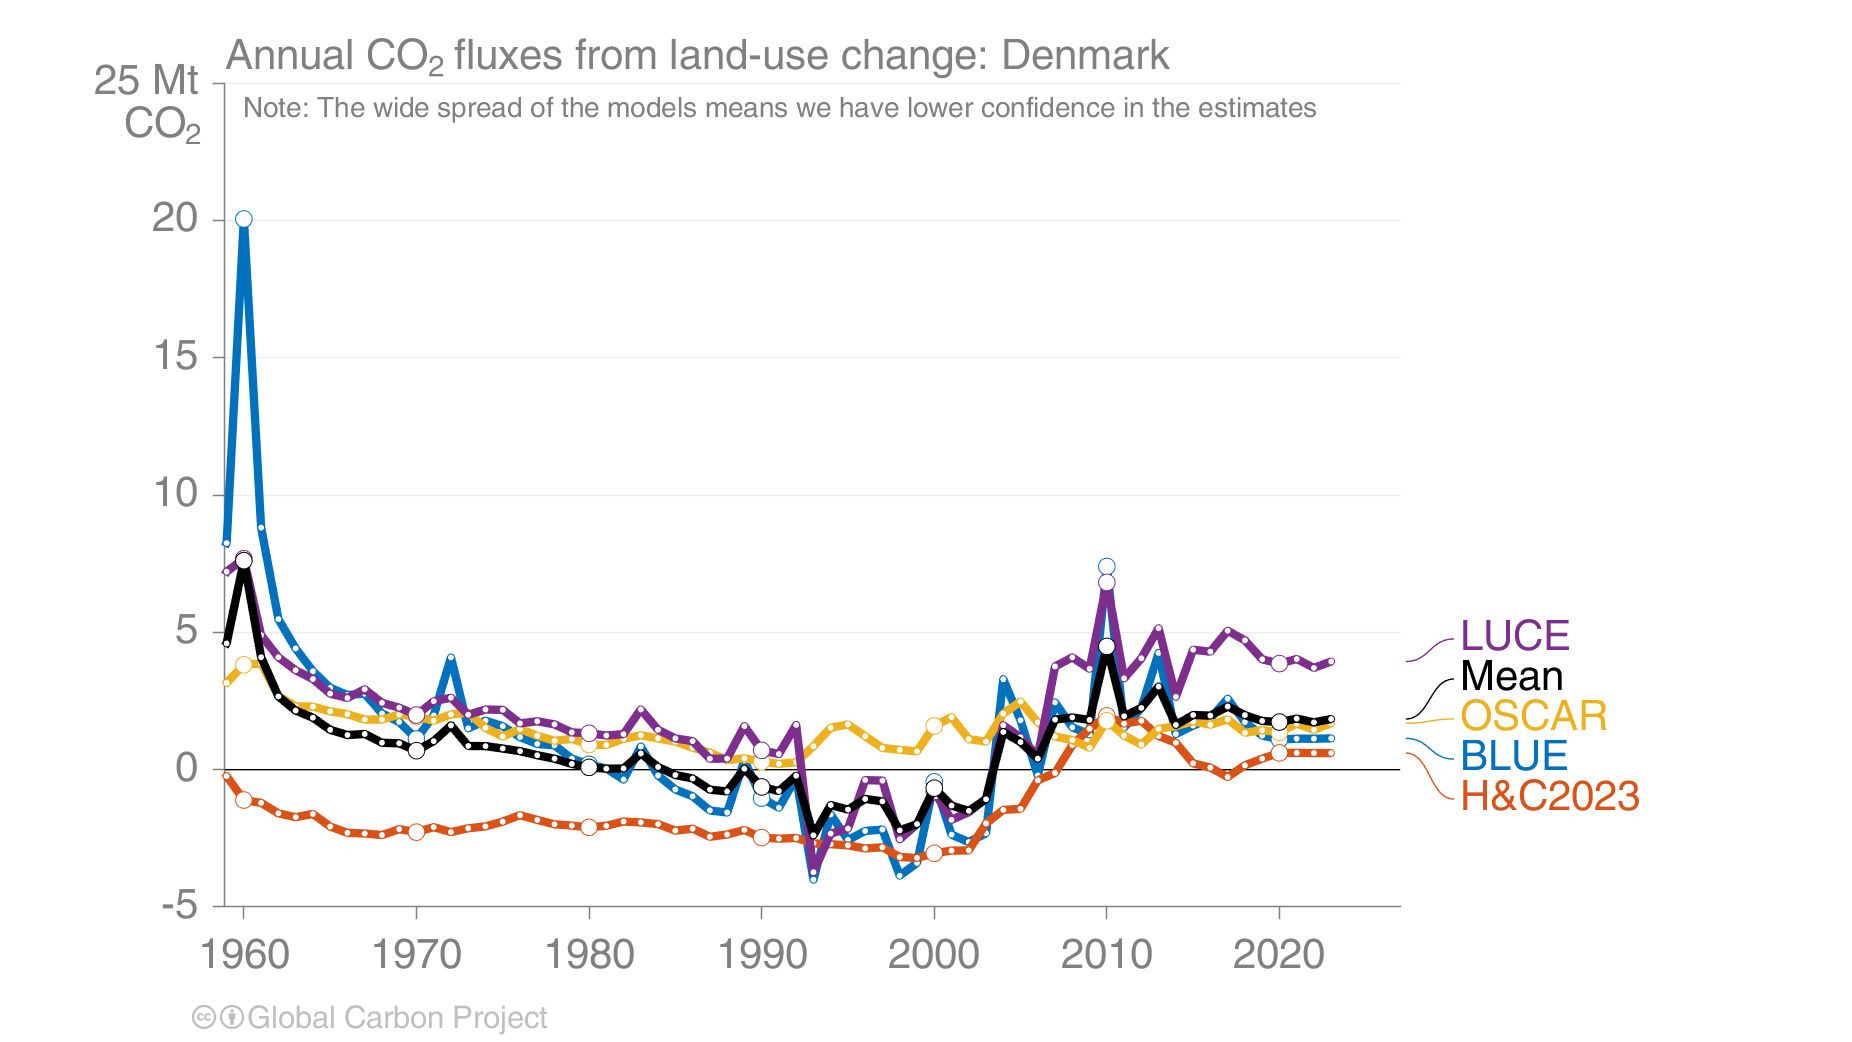 Annual CO₂ fluxes from land-use change: Denmark
25 Mt
CO₂
Note: The wide spread of the models means we have lower confidence in the estimates
20
15
10
5
0
-5
LUCE
Mean
OSCAR
BLUE
H&C2023
1960 1970 1980 1990 2000 2010 2020
cc Global Carbon Project